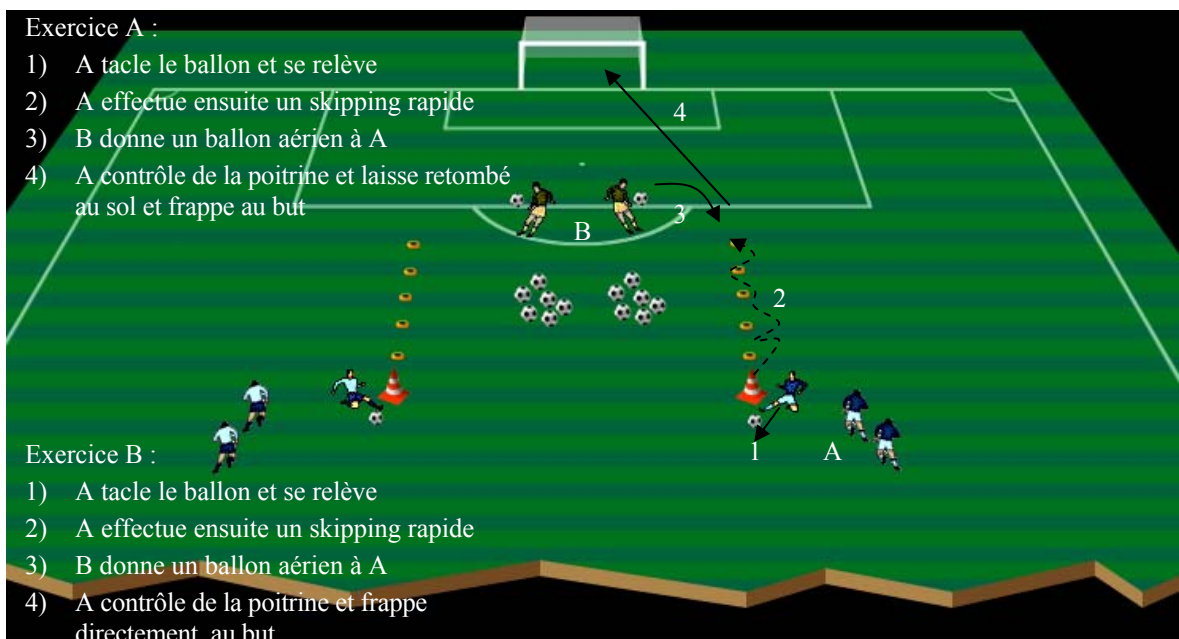 Exercice A :
1) A tacle le ballon et se relève
2) A effectue ensuite un skipping rapide
3) B donne un ballon aérien à A
4) A contrôle de la poitrine et laisse retombé
au sol et frappe au but
4
3
B
2
1
A
Exercice B :
1) A tacle le ballon et se relève
2) A effectue ensuite un skipping rapide
3) B donne un ballon aérien à A
4) A contrôle de la poitrine et frappe
directement au but